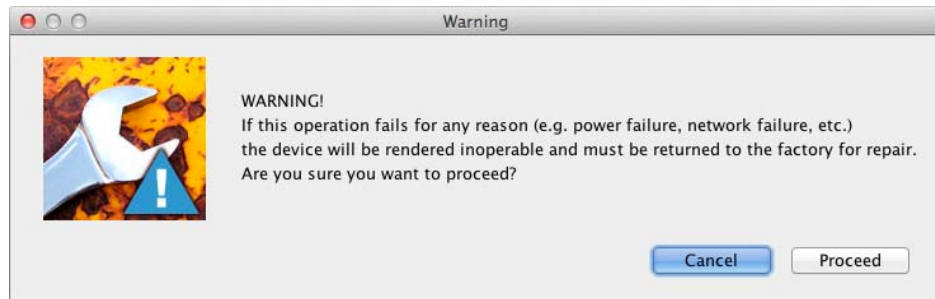 Warning
WARNING!
If this operation fails for any reason (e.g. power failure, network failure, etc.)
the device will be rendered inoperable and must be returned to the factory for repair.
Are you sure you want to proceed?
Cancel Proceed